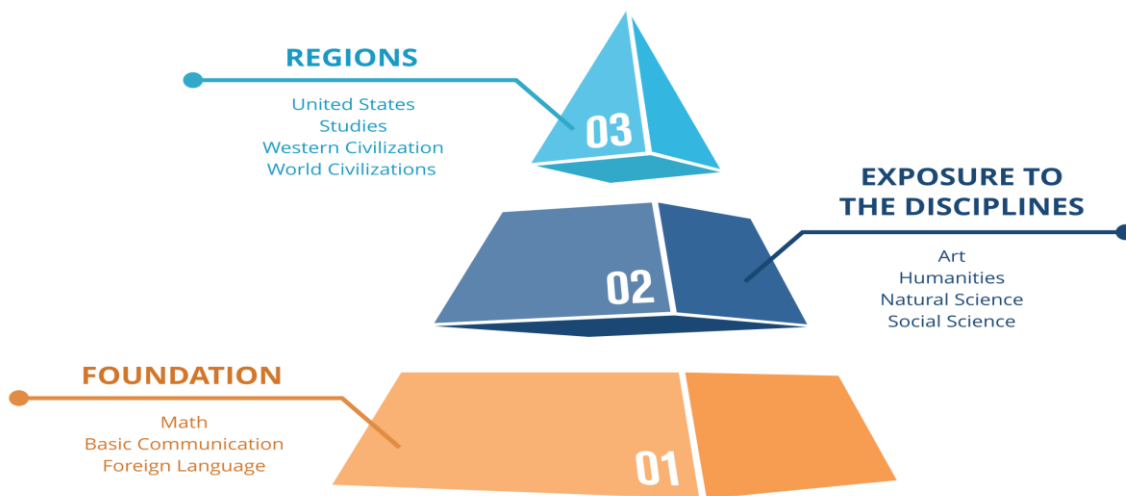 REGIONS
United States
Studies
Western Civilization
World Civilizations
03
EXPOSURE TO
THE DISCIPLINES
Art
Humanities
Natural Science
Social Science
02
FOUNDATION
Math
Basic Communication
Foreign Language
01